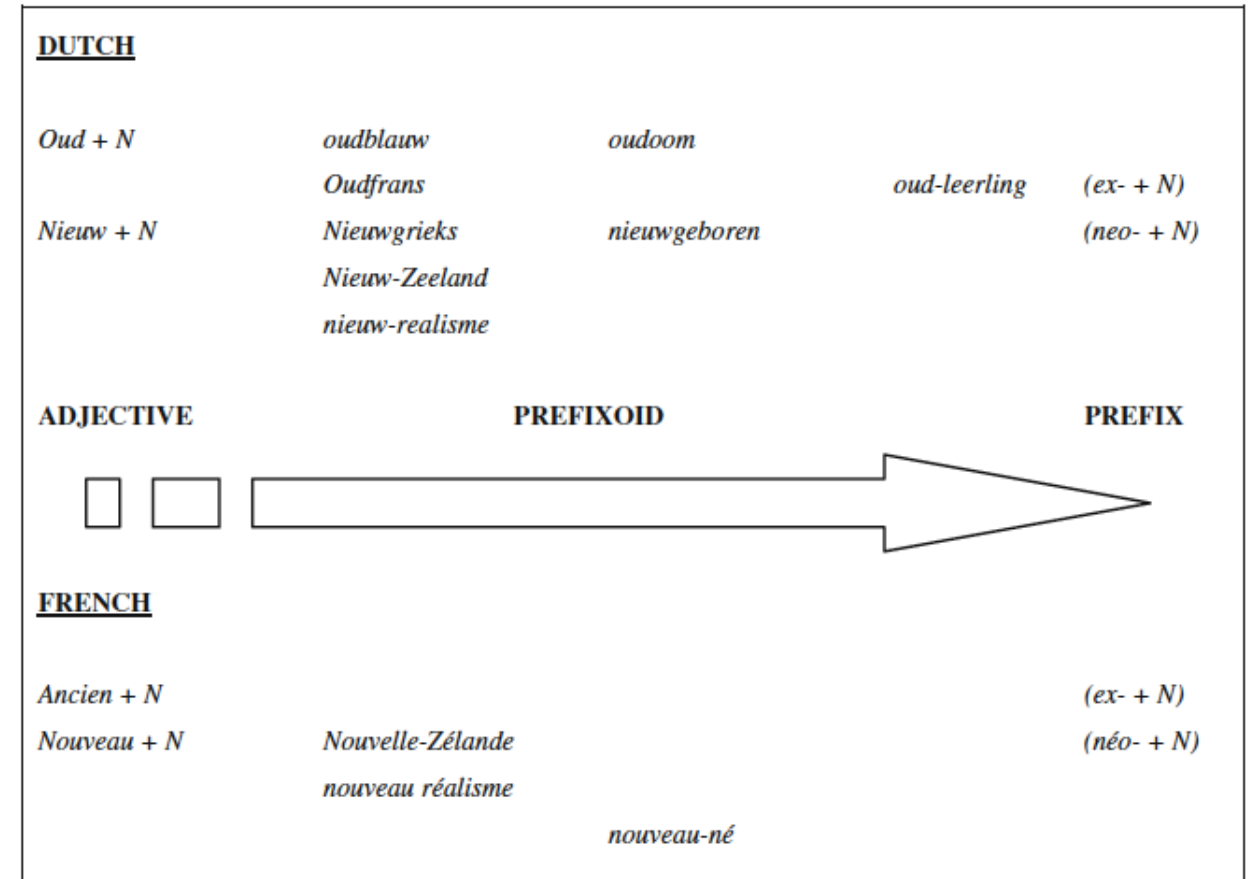 DUTCH
Oud + N oudblauw oudoom
Oudfrans oud-leerling (ex- + N)
Nieuw + N Nieuwgrieks nieuwgeboren (neo- + N)
Nieuw-Zeeland
nieuw-realisme
ADJECTIVE PREFIXOID PREFIX
FRENCH
Ancien + N (ex- + N)
Nouveau + N Nouvelle-Zélande (néo- + N)
nouveau réalisme
nouveau-né